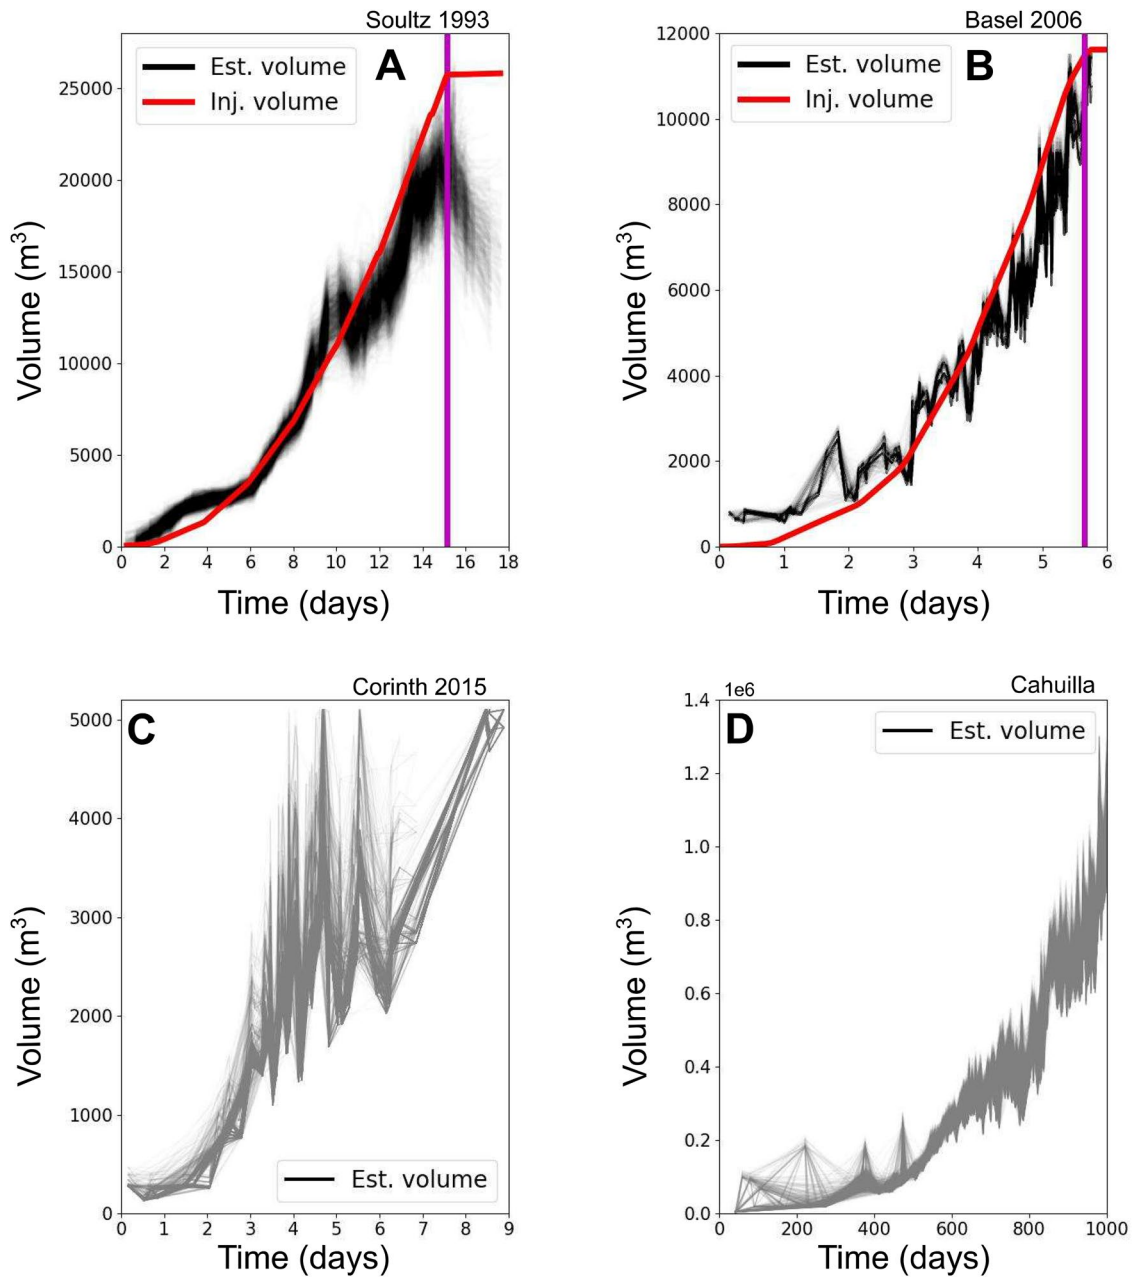 Soultz 1993
A
Est. volume
Inj. volume
25000
20000
15000
10000
5000
0
Volume (m³)
0 2 4 6 8 10 12 14 16 18
Time (days)
Basel 2006
B
Est. volume
Inj. volume
12000
10000
8000
6000
4000
2000
0
Volume (m³)
0 1 2 3 4 5 6
Time (days)
Corinth 2015
C
5000
4000
3000
2000
1000
0
Volume (m³)
Est. volume
0 1 2 3 4 5 6 7 8 9
Time (days)
1e6
Cahuilla
D
Est. volume
1.4
1.2
1.0
0.8
0.6
0.4
0.2
0.0
Volume (m³)
0 200 400 600 800 1000
Time (days)